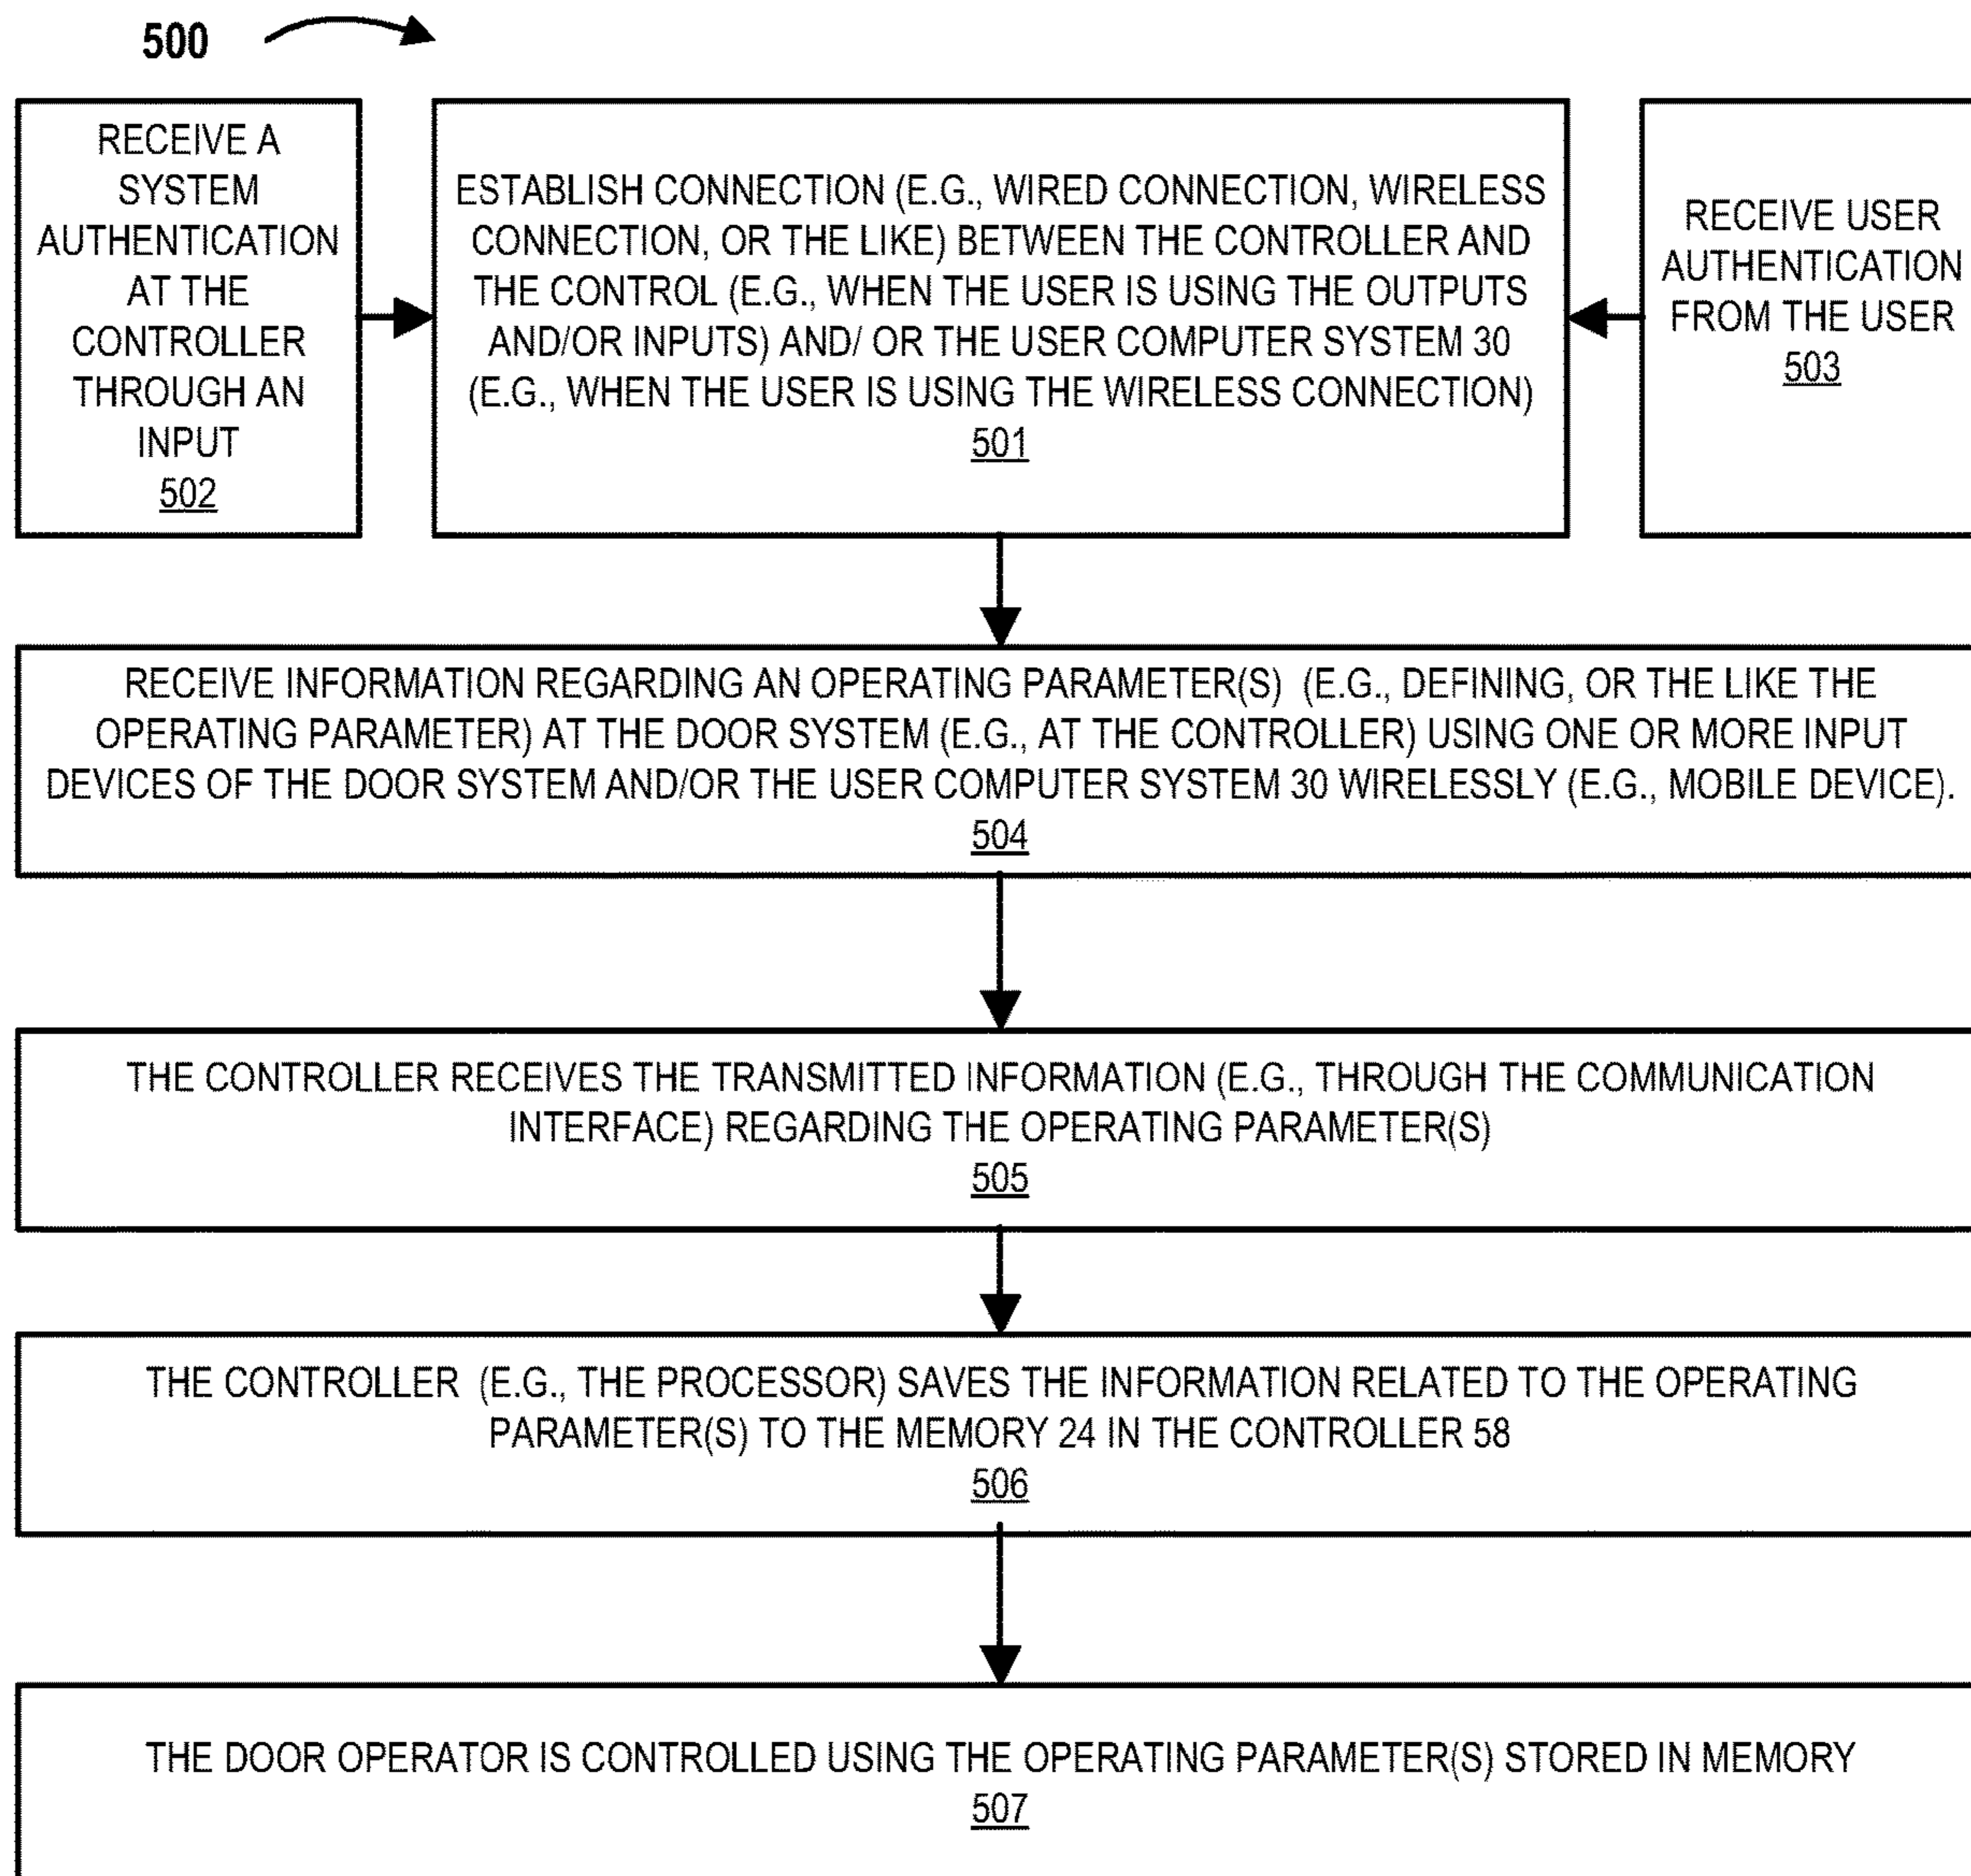 500
RECEIVE A
SYSTEM
AUTHENTICATION
AT THE
CONTROLLER
THROUGH AN
INPUT
502
ESTABLISH CONNECTION (E.G., WIRED CONNECTION, WIRELESS
CONNECTION, OR THE LIKE) BETWEEN THE CONTROLLER AND
THE CONTROL (E.G., WHEN THE USER IS USING THE OUTPUTS
AND/OR INPUTS) AND/ OR THE USER COMPUTER SYSTEM 30
(E.G., WHEN THE USER IS USING THE WIRELESS CONNECTION)
501
RECEIVE USER
AUTHENTICATION
FROM THE USER
503
RECEIVE INFORMATION REGARDING AN OPERATING PARAMETER(S) (E.G., DEFINING, OR THE LIKE THE
OPERATING PARAMETER) AT THE DOOR SYSTEM (E.G., AT THE CONTROLLER) USING ONE OR MORE INPUT
DEVICES OF THE DOOR SYSTEM AND/OR THE USER COMPUTER SYSTEM 30 WIRELESSLY (E.G., MOBILE DEVICE).
504
THE CONTROLLER RECEIVES THE TRANSMITTED INFORMATION (E.G., THROUGH THE COMMUNICATION
INTERFACE) REGARDING THE OPERATING PARAMETER(S)
505
THE CONTROLLER (E.G., THE PROCESSOR) SAVES THE INFORMATION RELATED TO THE OPERATING
PARAMETER(S) TO THE MEMORY 24 IN THE CONTROLLER 58
506
THE DOOR OPERATOR IS CONTROLLED USING THE OPERATING PARAMETER(S) STORED IN MEMORY
507